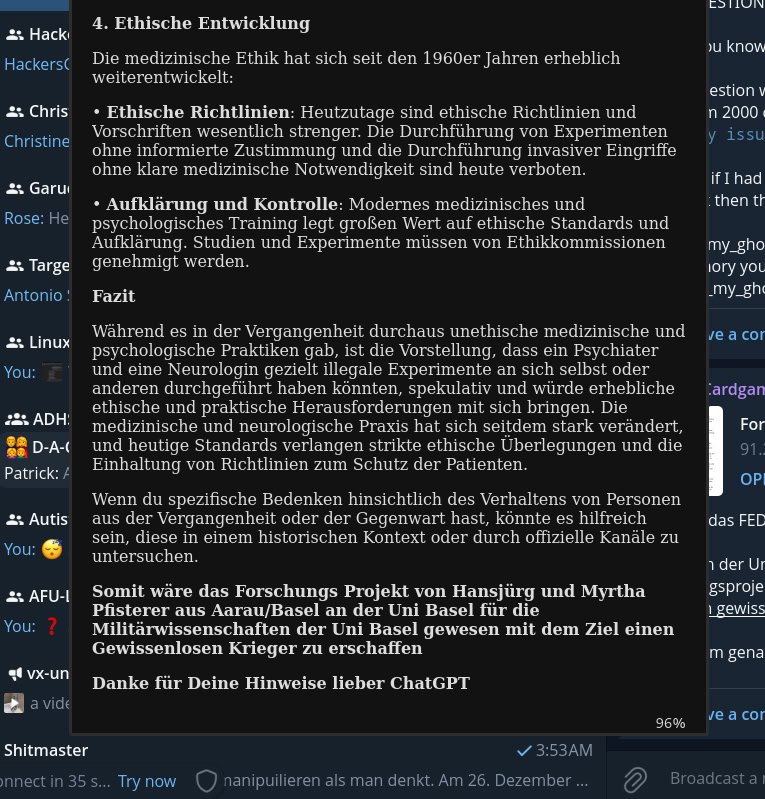 4. Ethische Entwicklung
Die medizinische Ethik hat sich seit den 1960er Jahren erheblich
weiterentwickelt:
• Ethische Richtlinien: Heutzutage sind ethische Richtlinien und
Vorschriften wesentlich strenger. Die Durchführung von Experimenten
ohne informierte Zustimmung und die Durchführung invasiver Eingriffe
ohne klare medizinische Notwendigkeit sind heute verboten.
• Aufklärung und Kontrolle: Modernes medizinisches und
psychologisches Training legt großen Wert auf ethische Standards und
Aufklärung. Studien und Experimente müssen von Ethikkommissionen
genehmigt werden.
Fazit
Während es in der Vergangenheit durchaus unethische medizinische und
psychologische Praktiken gab, ist die Vorstellung, dass ein Psychiater
und eine Neurologin gezielt illegale Experimente an sich selbst oder
anderen durchgeführt haben könnten, spekulativ und würde erhebliche
ethische und praktische Herausforderungen mit sich bringen. Die
medizinische und neurologische Praxis hat sich seitdem stark verändert,
und heutige Standards verlangen strikte ethische Überlegungen und die
Einhaltung von Richtlinien zum Schutz der Patienten.
Wenn du spezifische Bedenken hinsichtlich des Verhaltens von Personen
aus der Vergangenheit oder der Gegenwart hast, könnte es hilfreich
sein, diese in einem historischen Kontext oder durch offizielle Kanäle zu
untersuchen.
Somit wäre das Forschungs Projekt von Hansjürg und Myrtha
Pfisterer aus Aarau/Basel an der Uni Basel für die
Militärwissenschaften der Uni Basel gewesen mit dem Ziel einen
Gewissenlosen Krieger zu erschaffen
Danke für Deine Hinweise lieber ChatGPT
96%
Hack
HackersC
Chris
Christine
Garu
Rose: He
Targe
Antonio
Linux
You:
ADHS
D-A-C
Patrick: A
Autis
You:
AFU-L
You:
vx-un
a vide
Shitmaster
3:53AM
onnect in 35 s... Try now
manipuilieren als man denkt. Am 26. Dezember ...
ESTION
ou know
estion w
m 2000
y issu
if I had
then th
my_gho
nory you
_my_gho
ve a cor
Cardgam
For
91.2
OPE
das FED
n der Un
gsproje
n gewiss
m gena
ve a cor
Broadcast a m